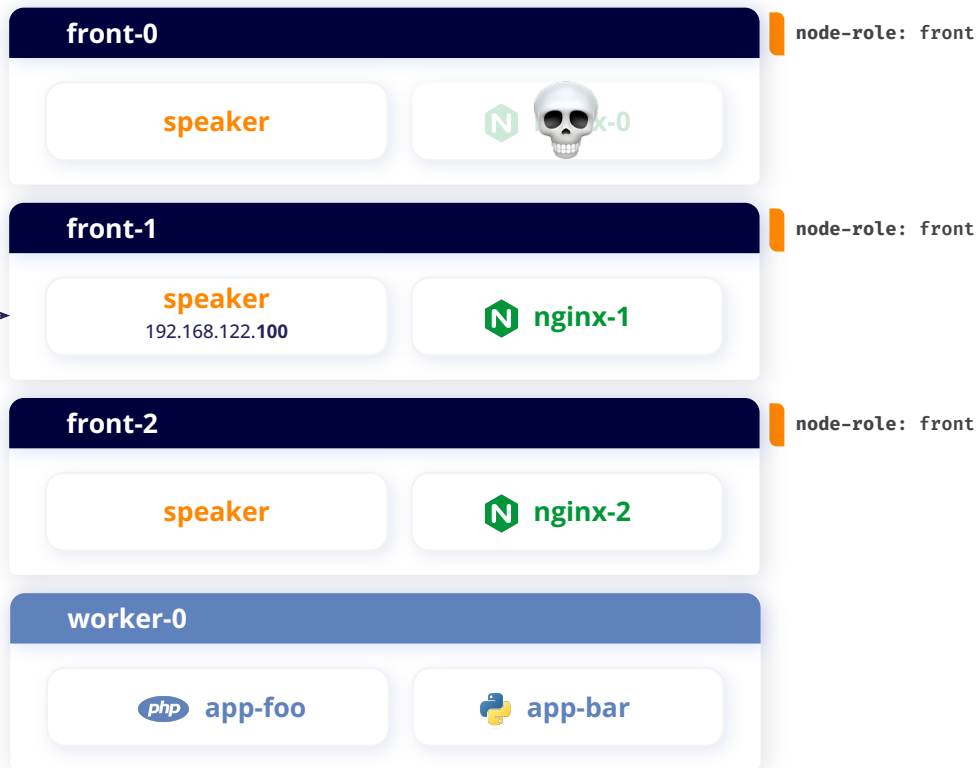 front-0
node-role: front
speaker
x-0
front-1
node-role: front
speaker
192.168.122.100
nginx-1
front-2
node-role: front
speaker
nginx-2
worker-0
php app-foo
app-bar